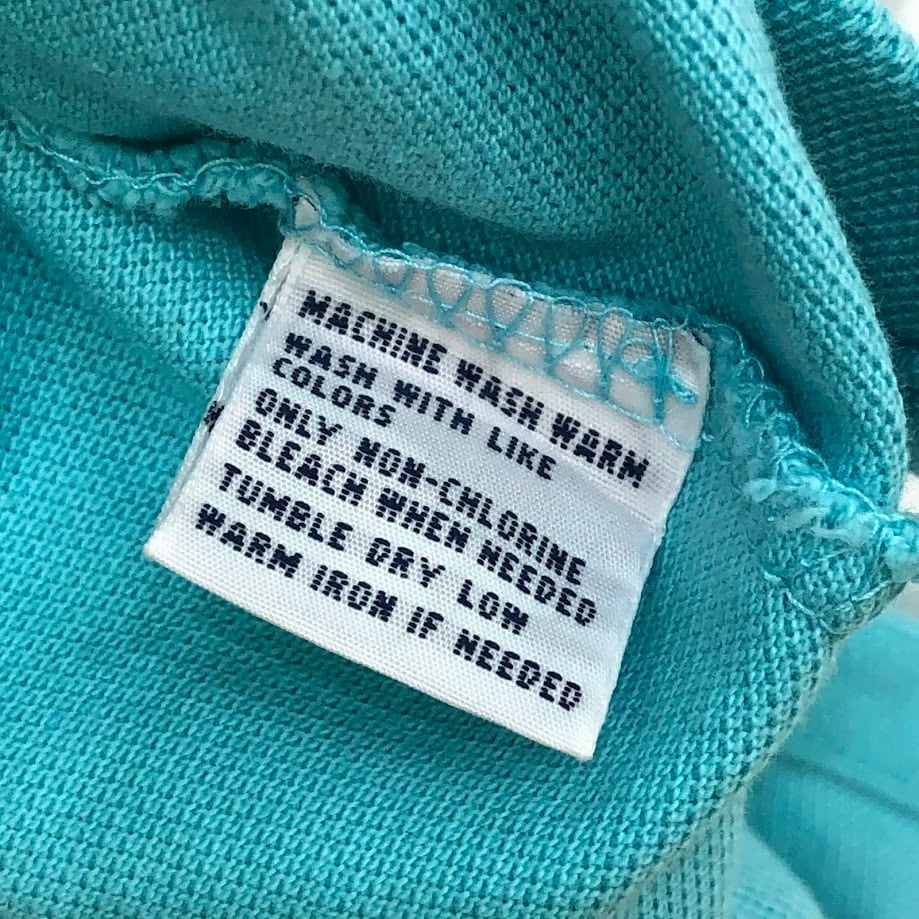 MACHINE WASH WARM
WASH WITH LIKE
COLORS
ONLY NON-CHLORINE
BLEACH WHEN NEEDED
TUMBLE DRY LOW
WARM IRON IF NEEDED